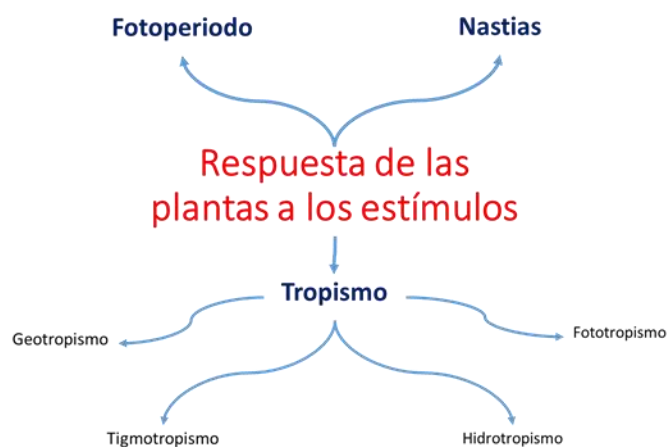 Fotoperiodo
Nastias
Respuesta de las
plantas a los estímulos
Tropismo
Geotropismo
Fototropismo
Tigmotropismo
Hidrotropismo